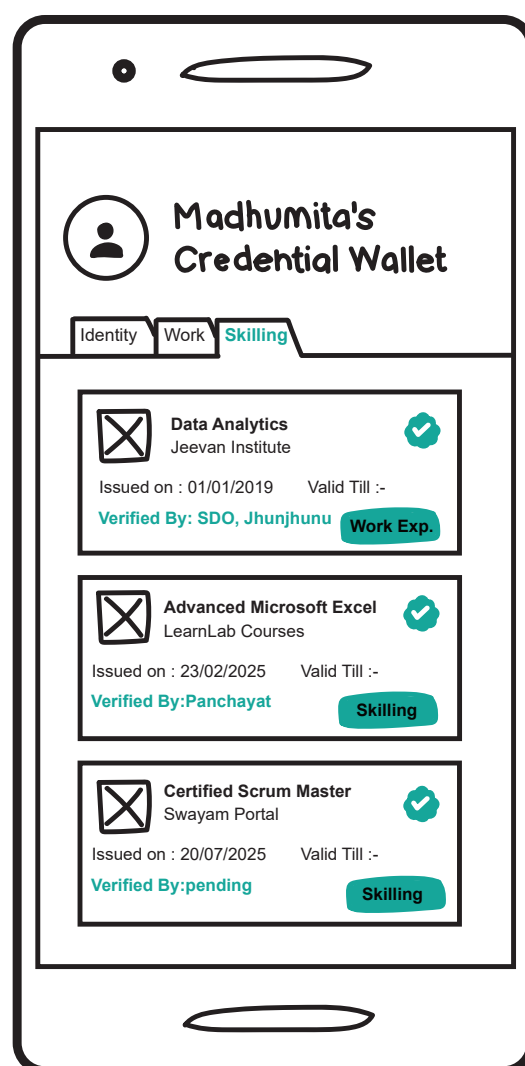 Madhumita's
Credential Wallet
Identity Work Skilling
Data Analytics
Jeevan Institute
Issued on : 01/01/2019 Valid Till :-
Verified By: SDO, Jhunjhunu Work Exp.
Advanced Microsoft Excel
LearnLab Courses
Issued on : 23/02/2025 Valid Till :-
Verified By:Panchayat Skilling
Certified Scrum Master
Swayam Portal
Issued on : 20/07/2025 Valid Till :-
Verified By:pending Skilling